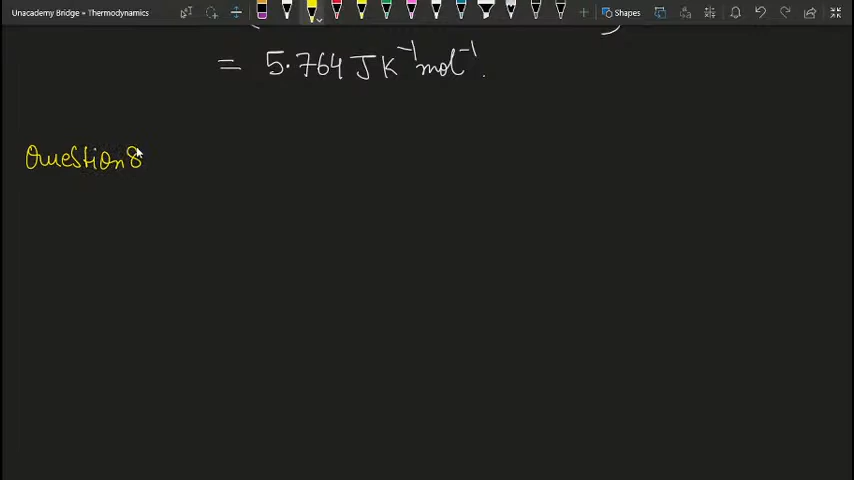 Unacademy Bridge » Thermodynamics
Shapes
= 5.764 J K⁻¹ mol⁻¹.
Question 8